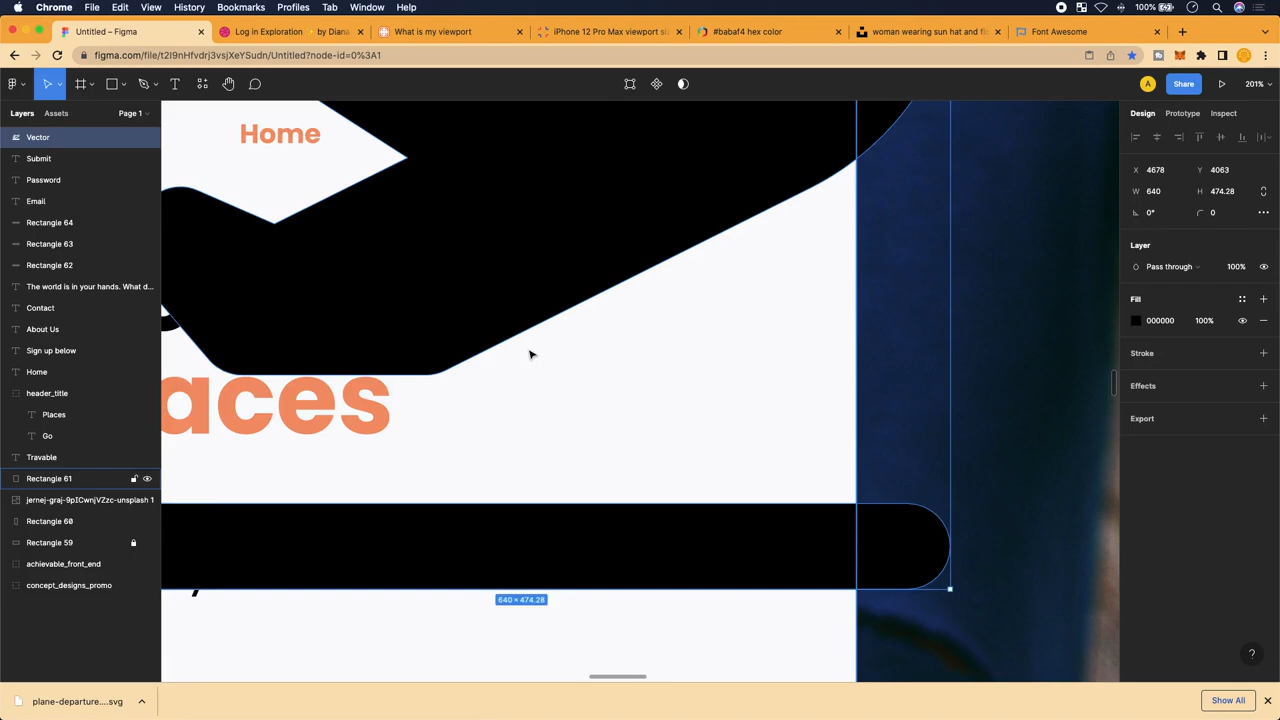 Chrome File Edit View History Bookmarks Profiles Tab Window Help 100%
Untitled – Figma
Log in Exploration ✨ by Diana
What is my viewport
iPhone 12 Pro Max viewport si
#babaf4 hex color
woman wearing sun hat and fl
Font Awesome
figma.com/file/t2I9nHfvdrj3vsjXeYSudn/Untitled?node-id=0%3A1
A Share 201%
Layers Assets Page 1
Design Prototype Inspect
Vector
Submit
Password
Email
Rectangle 64
Rectangle 63
Rectangle 62
The world is in your hands. What d...
Contact
About Us
Sign up below
Home
header_title
Places
Go
Travable
Rectangle 61
jernej-graj-9pICwnjVZzc-unsplash 1
Rectangle 60
Rectangle 59
achievable_front_end
concept_designs_promo
Home
aces
640 × 474.28
X 4678 Y 4063
W 640 H 474.28
0° 0
Layer
Pass through 100%
Fill
000000 100%
Stroke
Effects
Export
?
plane-departure....svg
Show All